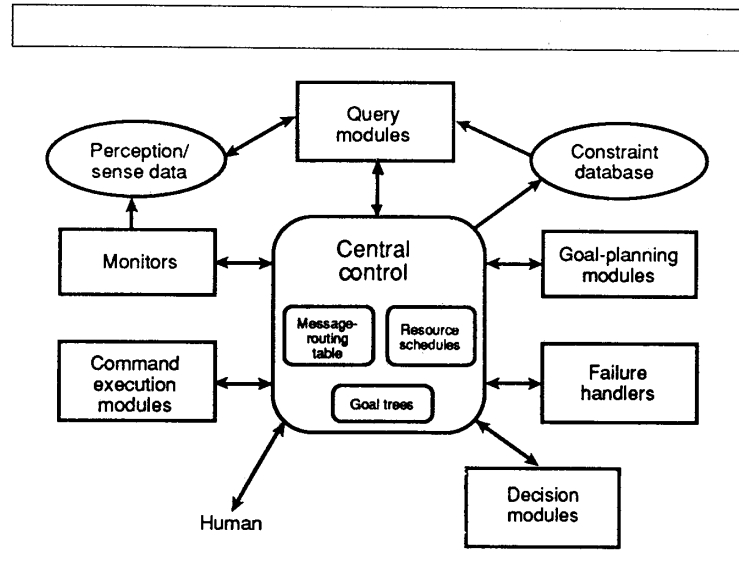 Query
modules
Perception/
sense data
Constraint
database
Monitors
Central
control
Goal-planning
modules
Message-
routing
table
Resource
schedules
Command
execution
modules
Failure
handlers
Goal trees
Human
Decision
modules